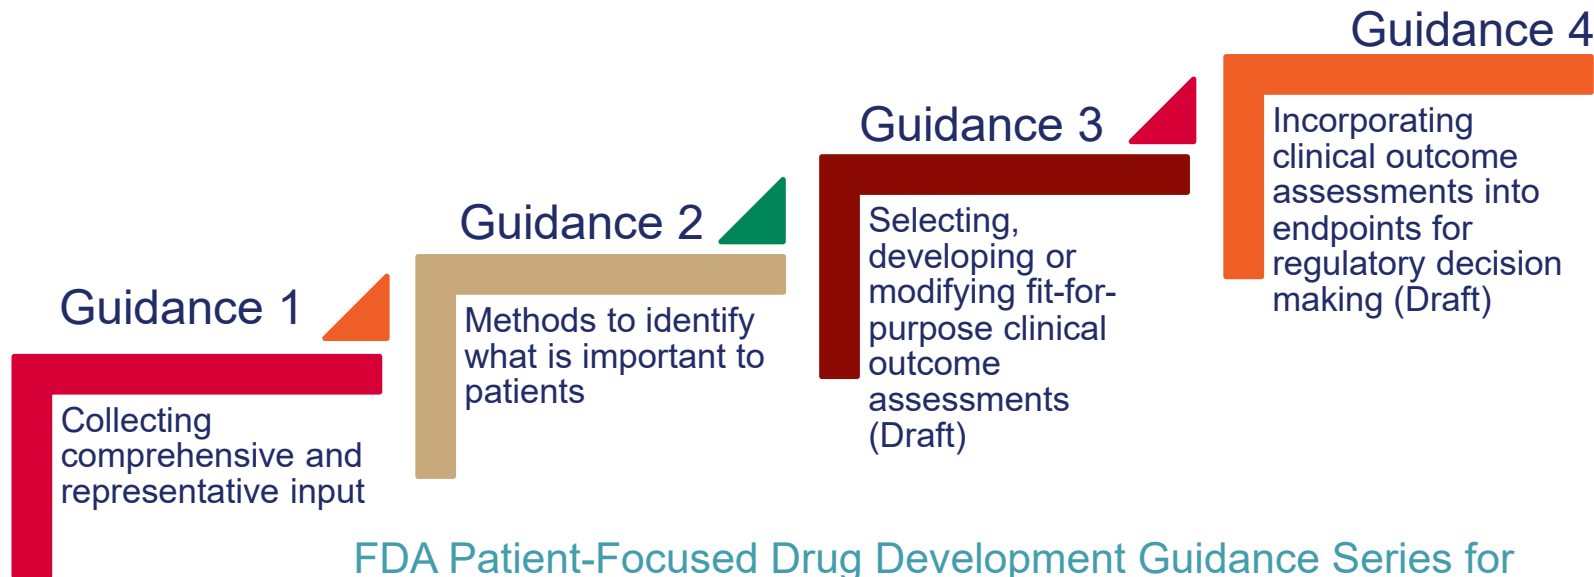 Guidance 1
Collecting
comprehensive and
representative input
Guidance 2
Methods to identify
what is important to
patients
Guidance 3
Selecting,
developing or
modifying fit-for-
purpose clinical
outcome
assessments
(Draft)
Guidance 4
Incorporating
clinical outcome
assessments into
endpoints for
regulatory decision
making (Draft)
FDA Patient-Focused Drug Development Guidance Series for